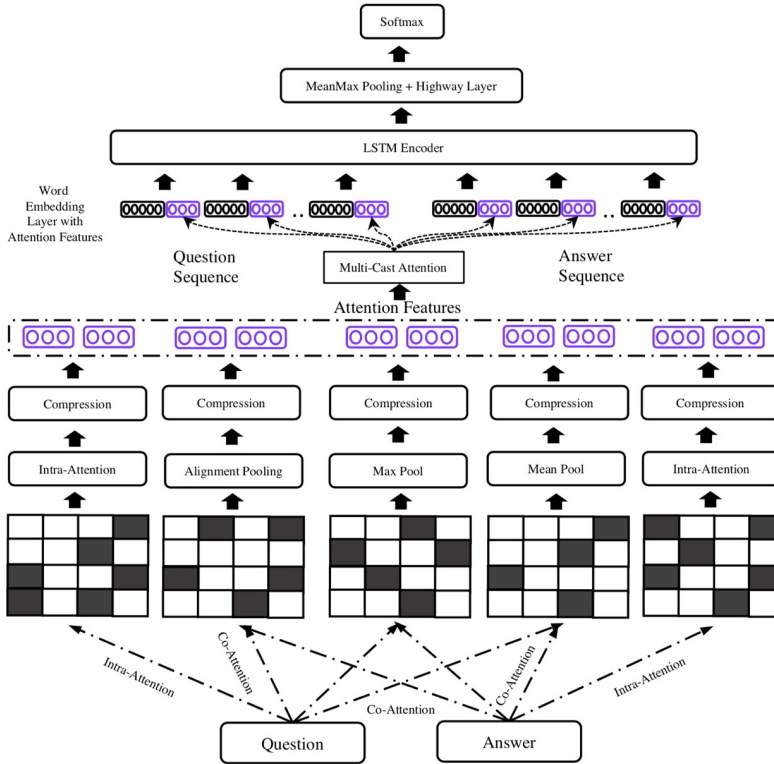 Softmax
MeanMax Pooling + Highway Layer
LSTM Encoder
Word
Embedding
Layer with
Attention Features
Question
Sequence
Multi-Cast Attention
Answer
Sequence
Attention Features
Compression
Compression
Compression
Compression
Compression
Intra-Attention
Alignment Pooling
Max Pool
Mean Pool
Intra-Attention
Intra-Attention
Co-Attention
Co-Attention
Co-Attention
Intra-Attention
Question
Answer